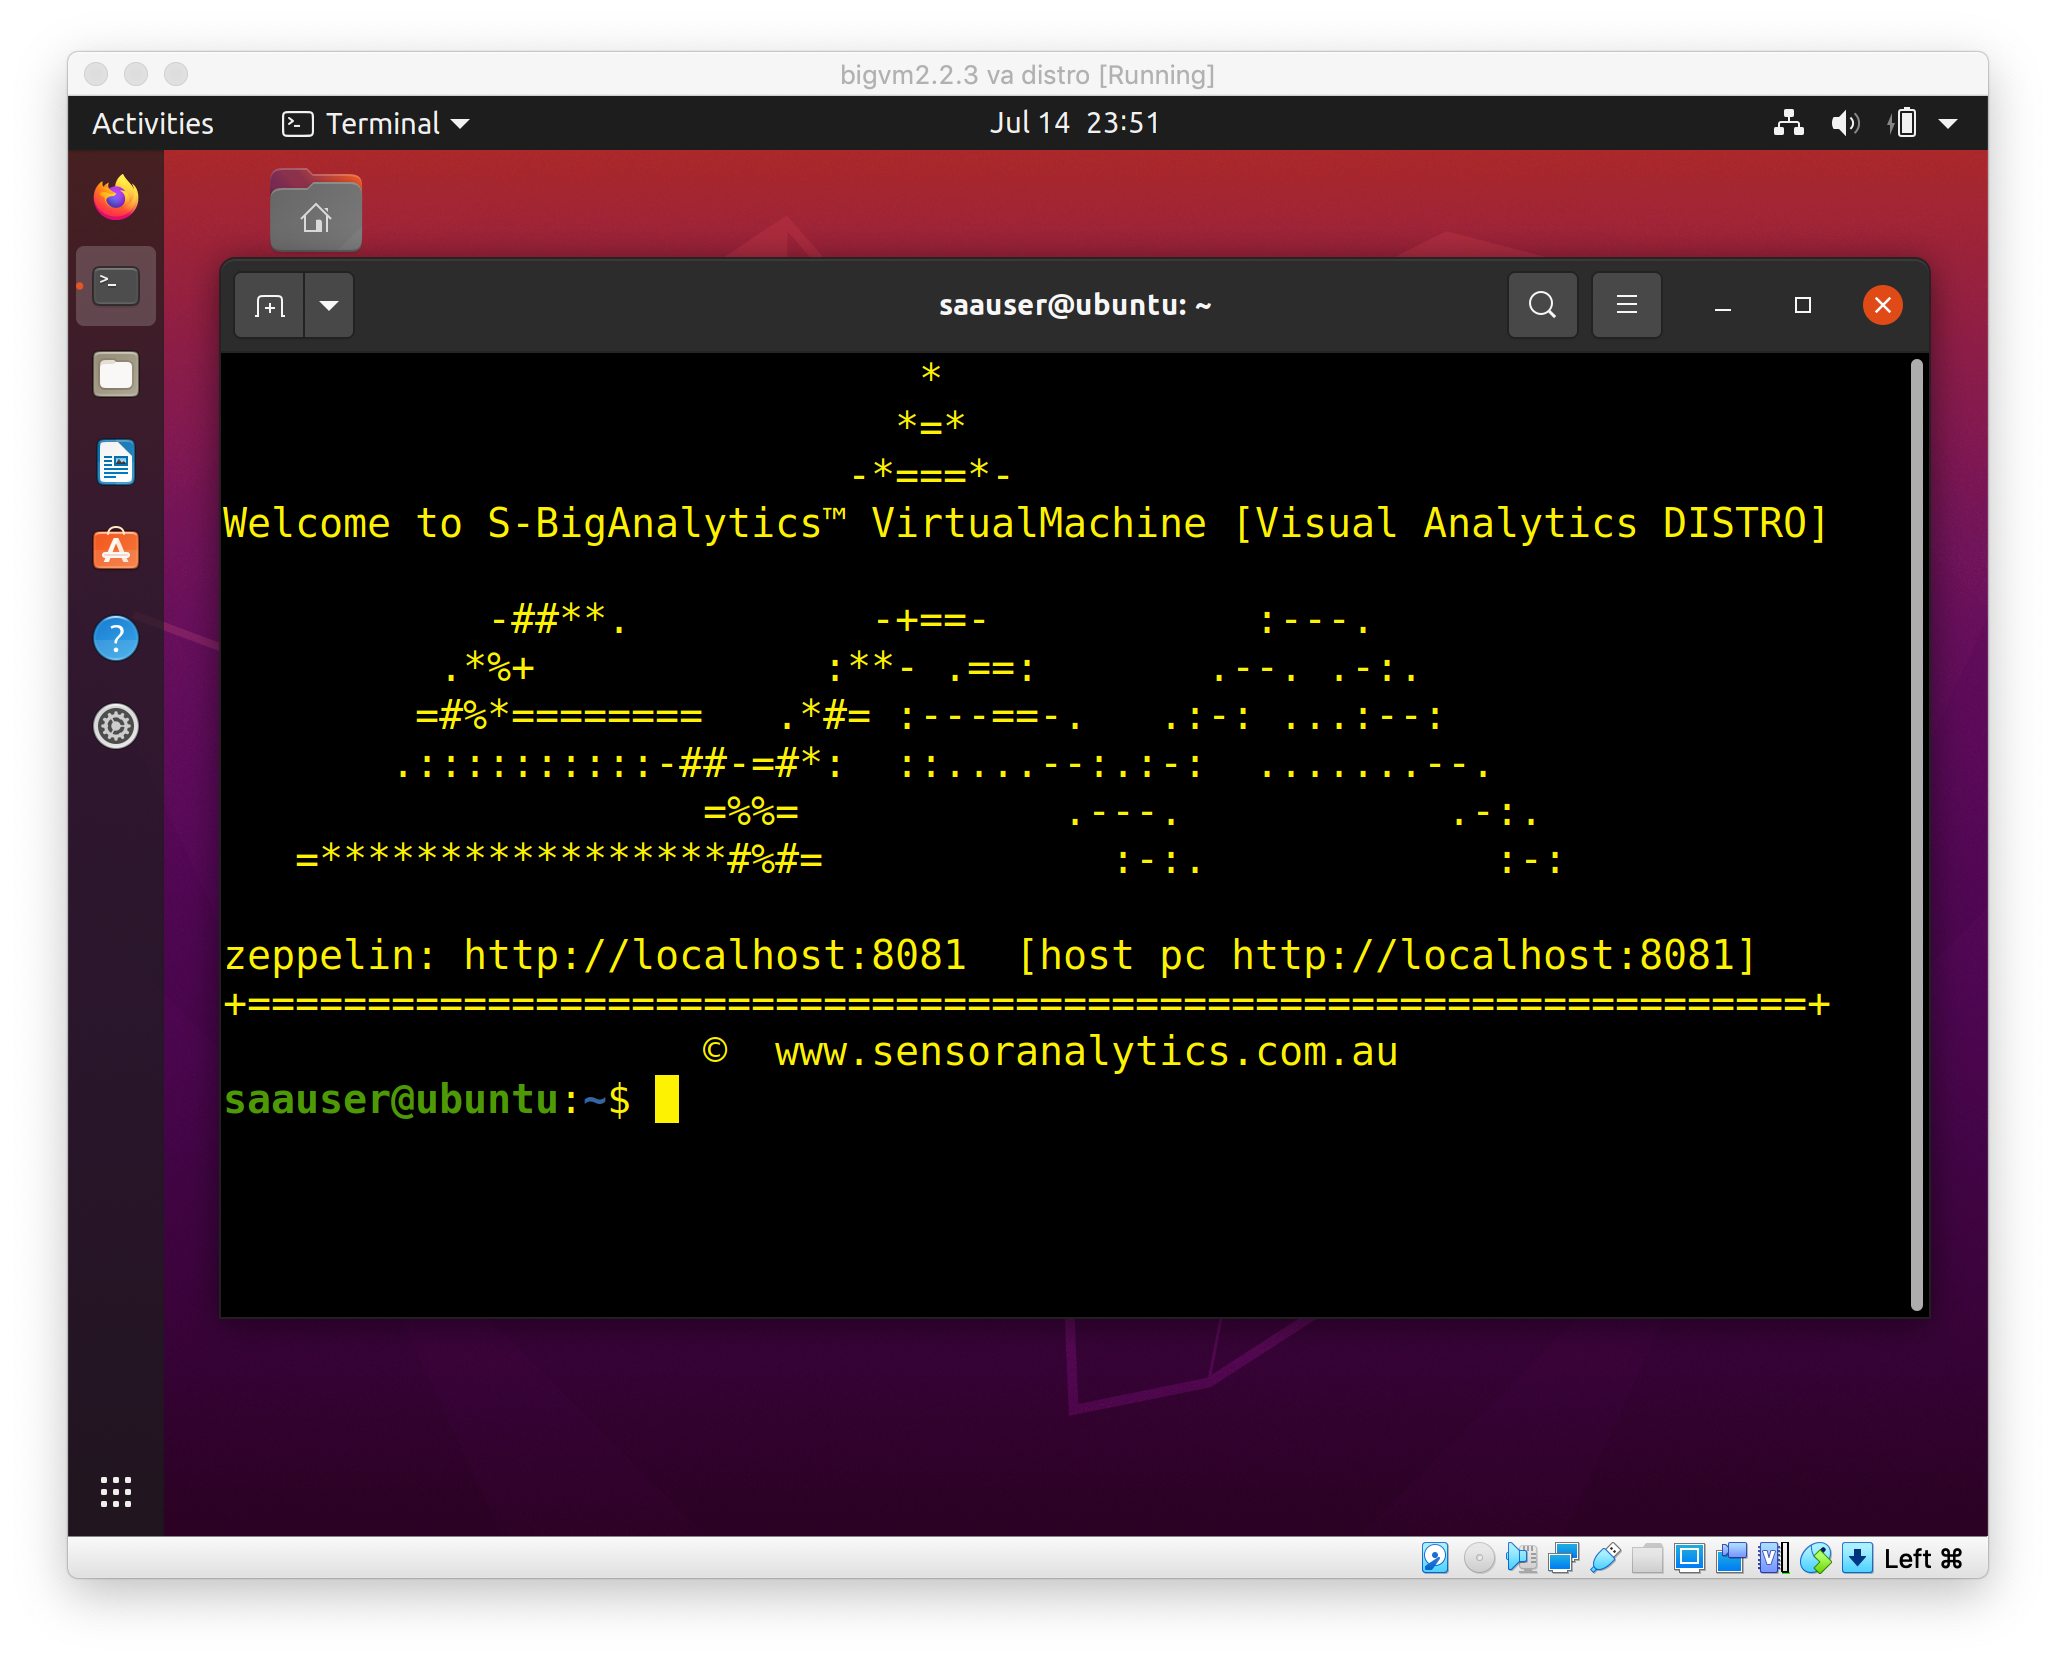 bigvm2.2.3 va distro [Running]
Activities Terminal Jul 14 23:51
saauser@ubuntu: ~
*
*=*
-*===*-
Welcome to S-BigAnalytics™ VirtualMachine [Visual Analytics DISTRO]
-##**. -+==- :---.
.*%+ :**- .==: .--. .-:.
=#%*======== .*#= :---==-. .:-: ...:--:
.::::::::::-##-=#*: ::....--:.:-: .......--.
=%%= .---. .-:.
=*****************#%#= :-:. :-:
zeppelin: http://localhost:8081 [host pc http://localhost:8081]
+=================================================================+
© www.sensoranalytics.com.au
saauser@ubuntu:~$
Left ⌘